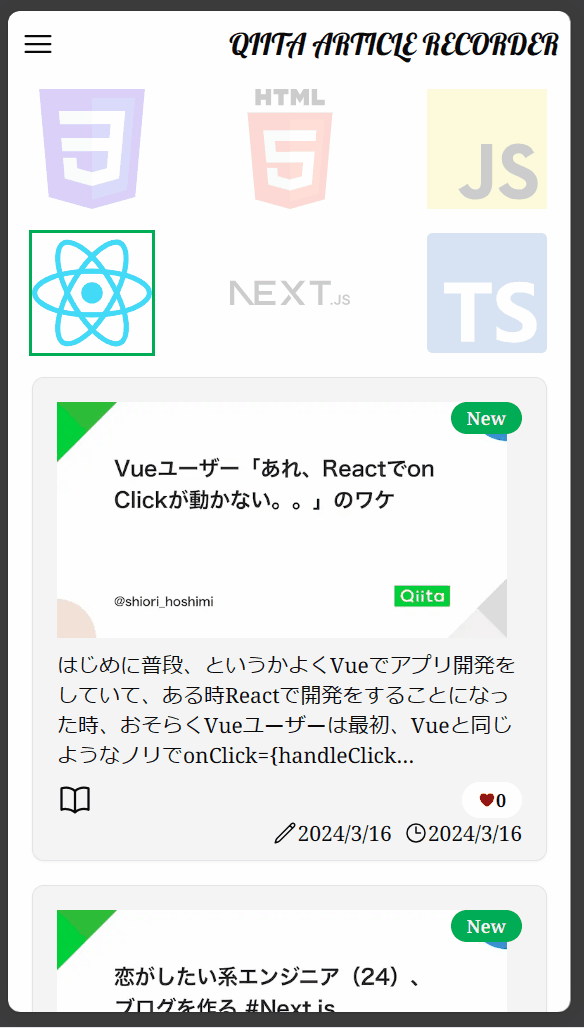 QIITA ARTICLE RECORDER
HTML
JS
NEXT.JS
TS
New
Vueユーザー「あれ、Reactでon
Clickが動かない。。」のワケ
@shiori_hoshimi
Qiita
はじめに普段、というかよくVueでアプリ開発を
していて、ある時Reactで開発をすることになっ
た時、おそらくVueユーザーは最初、Vueと同じ
ようなノリでonClick={handleClick...
0
2024/3/16 2024/3/16
New
恋がしたい系エンジニア（24）、
ブログを作る #Next.js